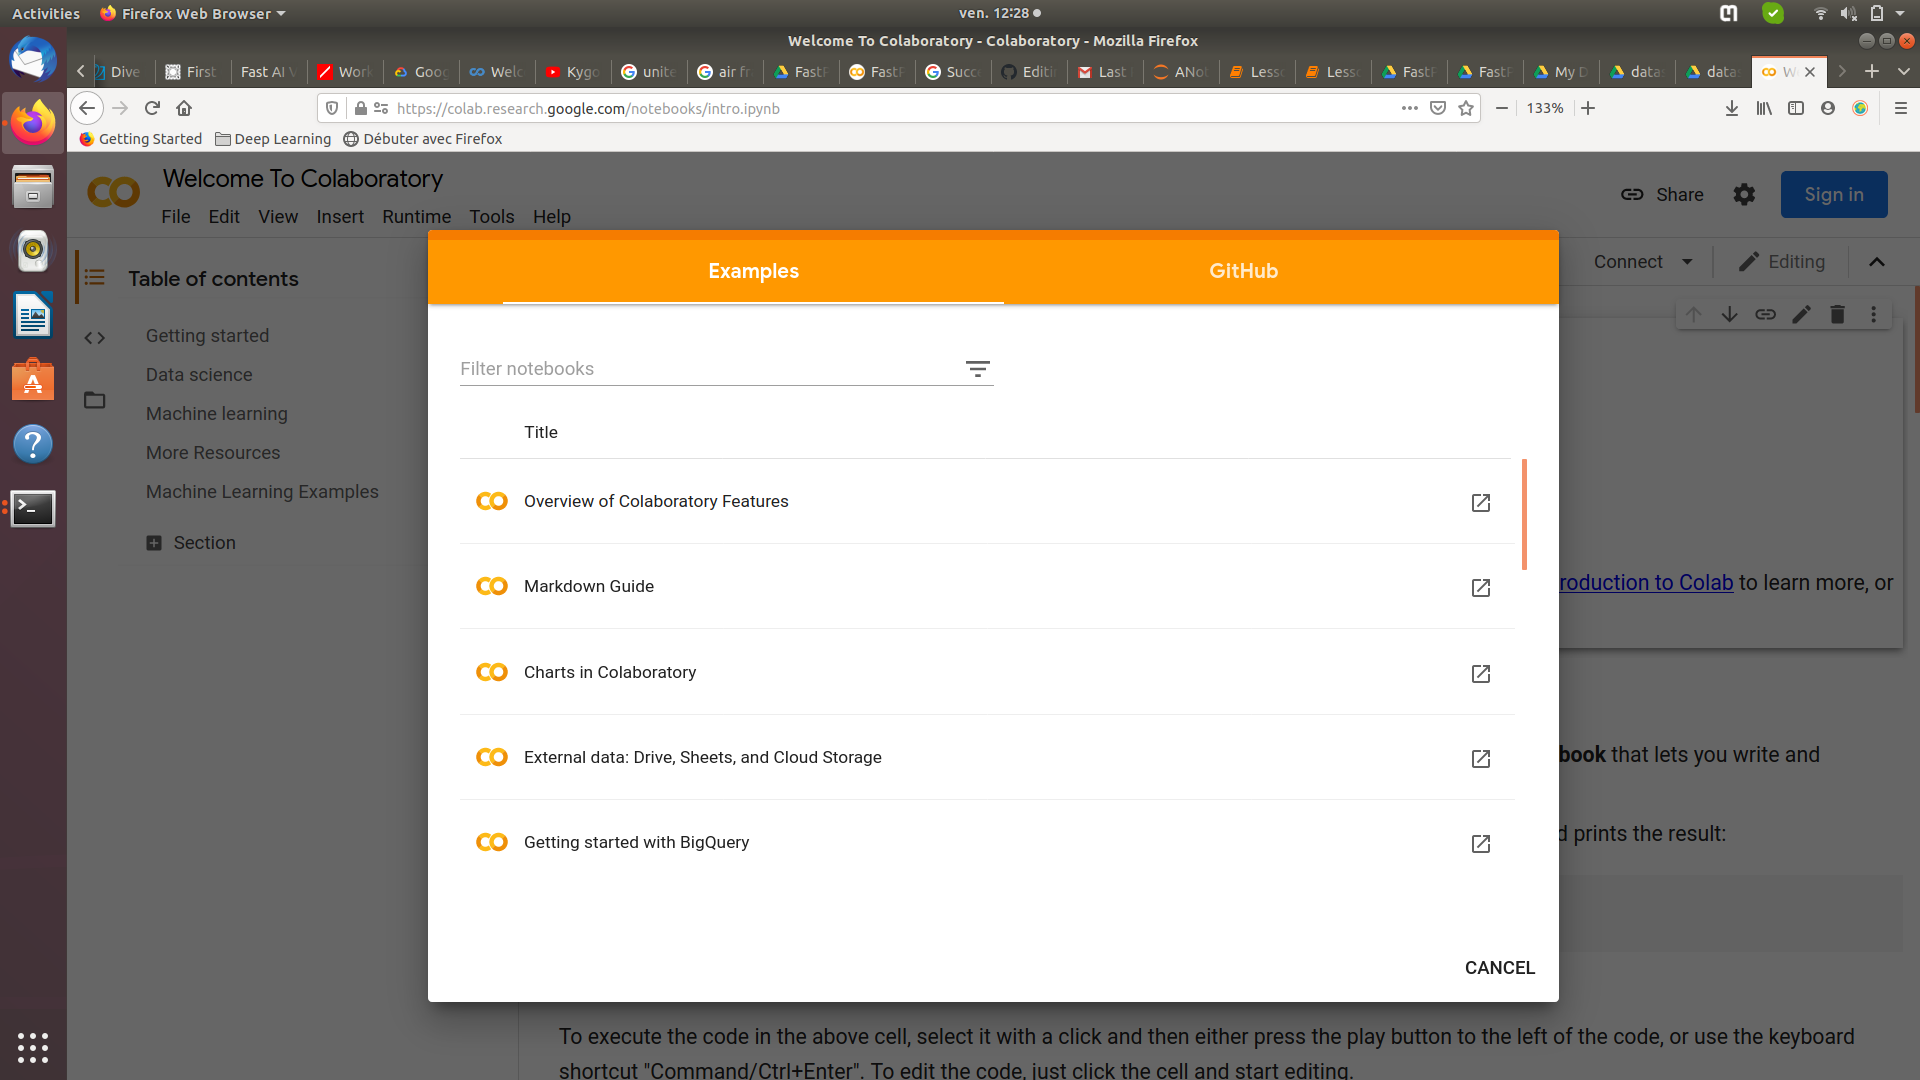 Activities Firefox Web Browser ven. 12:28
Welcome To Colaboratory - Colaboratory - Mozilla Firefox
Dive First Fast AI Work Goog Welc Kygo unite air fr FastF FastF Succ Editi Last ANot Lesso Lesso FastF FastF My D data data W
https://colab.research.google.com/notebooks/intro.ipynb 133%
Getting Started Deep Learning Débuter avec Firefox
Welcome To Colaboratory
File Edit View Insert Runtime Tools Help
Share Sign in
Connect Editing
Table of contents
Getting started
Data science
Machine learning
More Resources
Machine Learning Examples
Section
Examples GitHub
Filter notebooks
Title
Overview of Colaboratory Features
Markdown Guide
Charts in Colaboratory
External data: Drive, Sheets, and Cloud Storage
Getting started with BigQuery
CANCEL
roduction to Colab to learn more, or
book that lets you write and
d prints the result:
To execute the code in the above cell, select it with a click and then either press the play button to the left of the code, or use the keyboard
shortcut "Command/Ctrl+Enter". To edit the code, just click the cell and start editing.